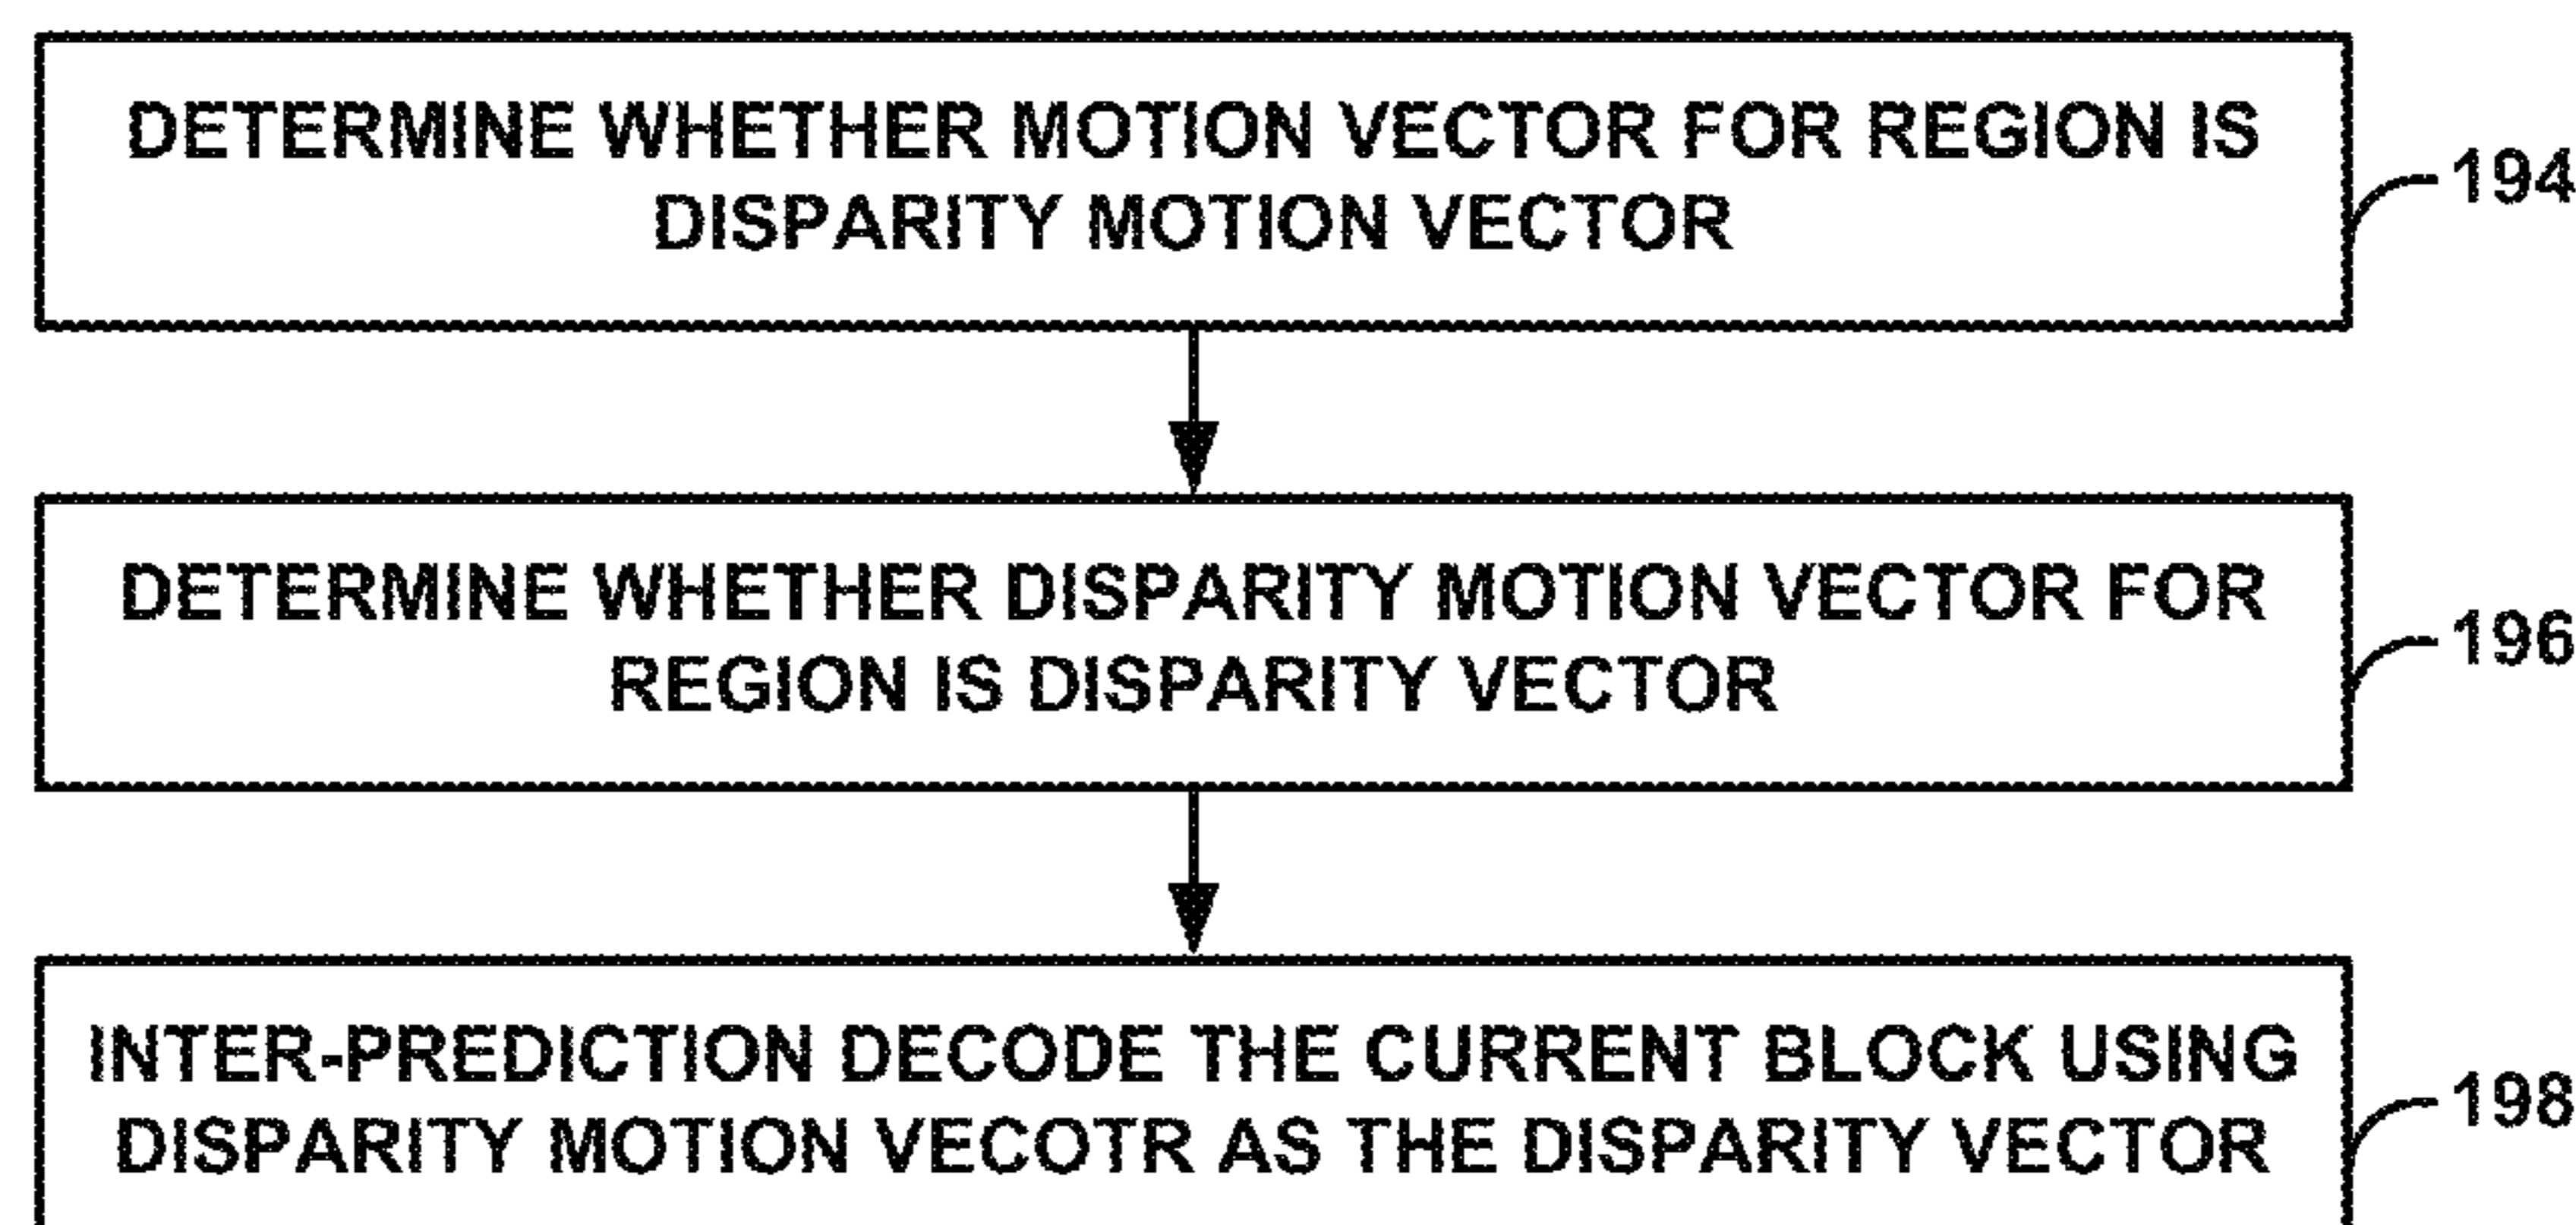 DETERMINE WHETHER MOTION VECTOR FOR REGION IS
DISPARITY MOTION VECTOR
194
DETERMINE WHETHER DISPARITY MOTION VECTOR FOR
REGION IS DISPARITY VECTOR
196
INTER-PREDICTION DECODE THE CURRENT BLOCK USING
DISPARITY MOTION VECOTR AS THE DISPARITY VECTOR
198